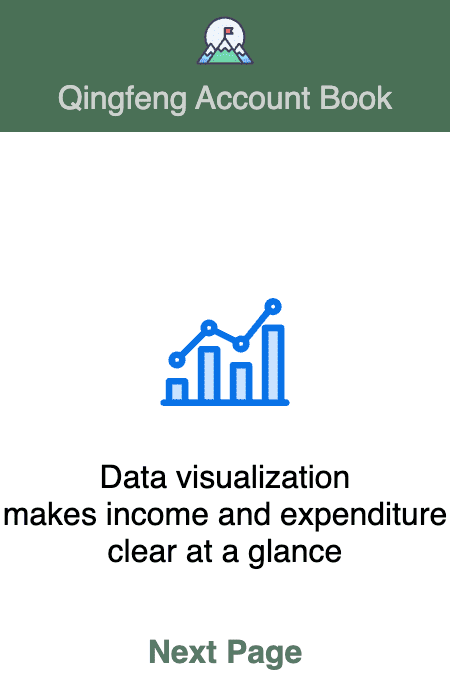 Qingfeng Account Book
Data visualization
makes income and expenditure
clear at a glance
Next Page